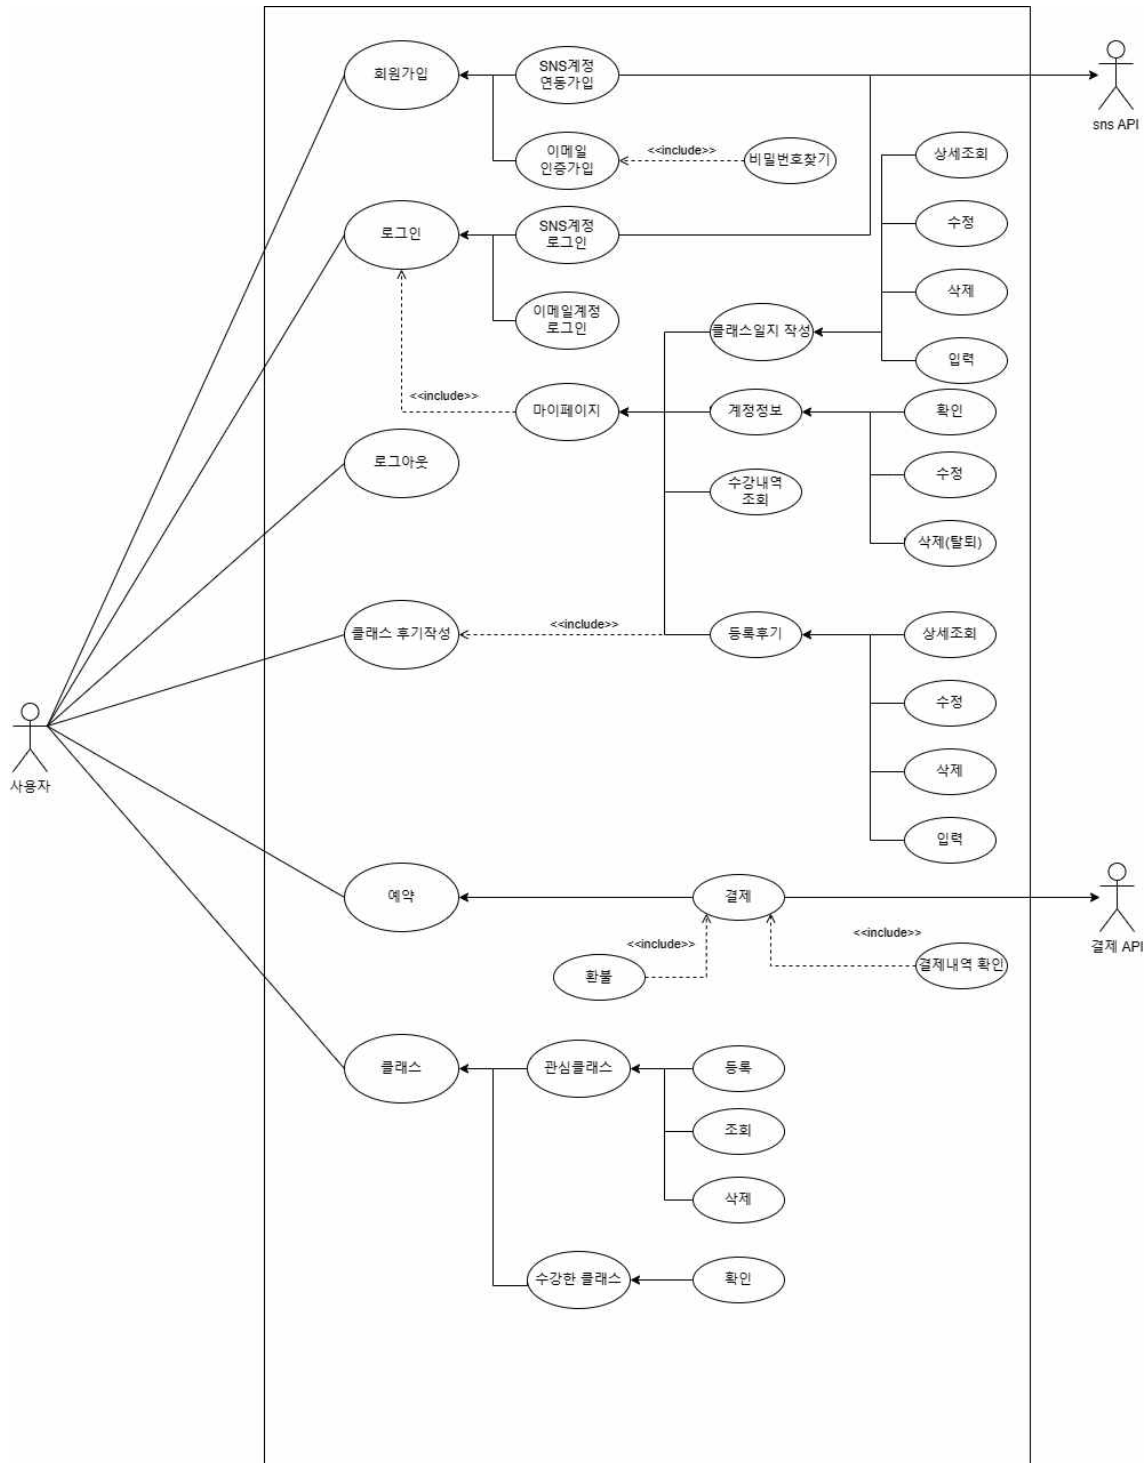 회원가입
SNS계정
연동가입
sns API
이메일
인증가입
<<include>>
비밀번호찾기
상세조회
로그인
SNS계정
로그인
수정
삭제
이메일계정
로그인
클래스일지 작성
입력
<<include>>
마이페이지
계정정보
확인
로그아웃
수정
수강내역
조회
삭제(탈퇴)
클래스 후기작성
<<include>>
등록후기
상세조회
수정
사용자
삭제
입력
예약
결제
결제 API
<<include>>
<<include>>
환불
결제내역 확인
클래스
관심클래스
등록
조회
삭제
수강한 클래스
확인